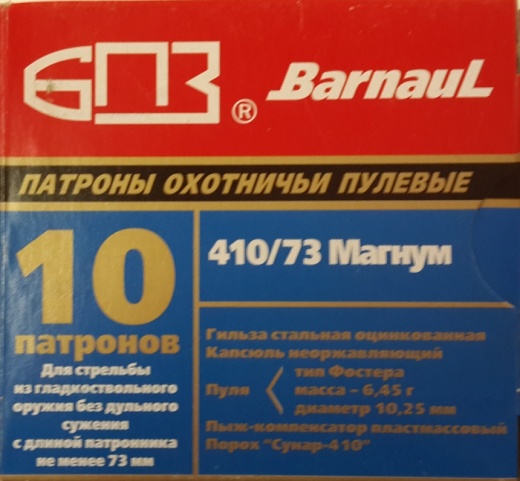 БПЗ
® Barnaul
ПАТРОНЫ ОХОТНИЧЬИ ПУЛЕВЫЕ
10
патронов
Для стрельбы
из гладкоствольного
оружия без дульного
сужения
с длиной патронника
не менее 73 мм
410/73 Магнум
Гильза стальная оцинкованная
Капсюль неоржавляющий
тип Фостера
Пуля масса – 6,45 г
диаметр 10,25 мм
Пыж-компенсатор пластмассовый
Порох "Сунар-410"